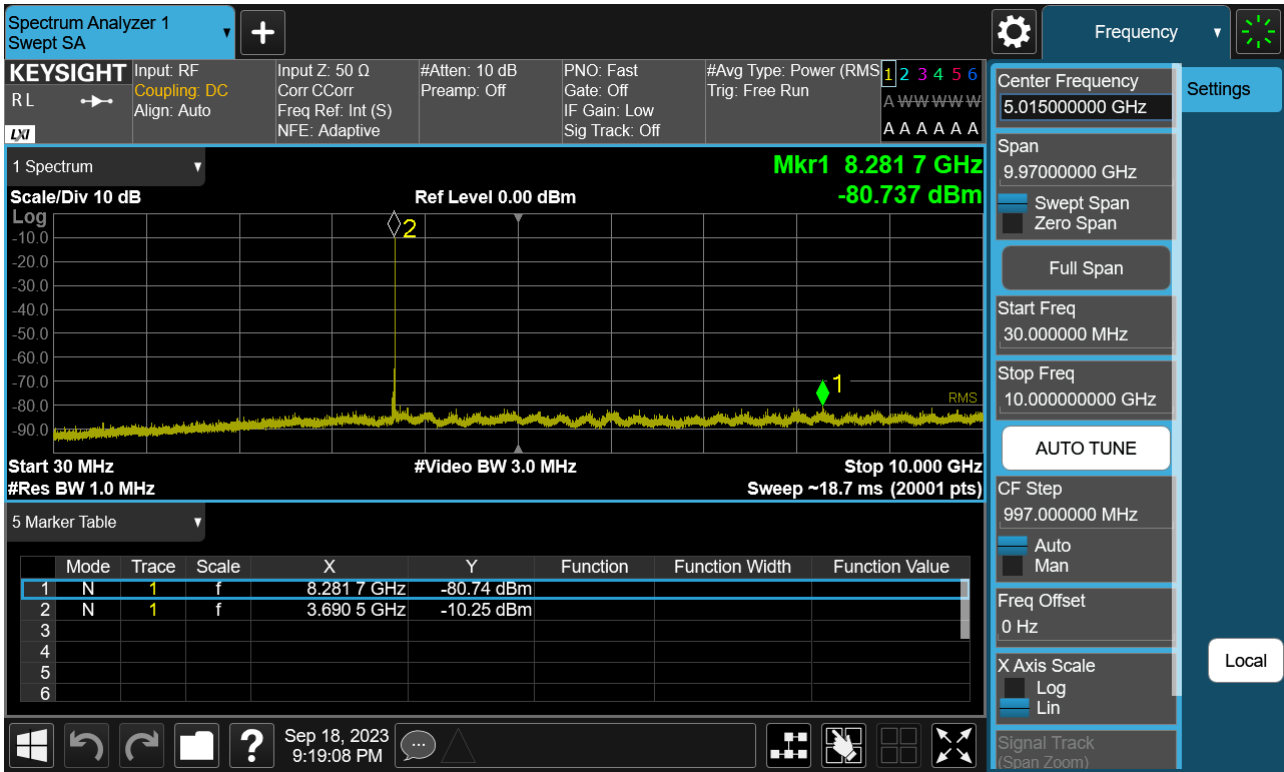 Spectrum Analyzer 1
Swept SA
Frequency
KEYSIGHT
R L
LXI
Input: RF
Coupling: DC
Align: Auto
Input Z: 50 Ω
Corr CCorr
Freq Ref: Int (S)
NFE: Adaptive
#Atten: 10 dB
Preamp: Off
PNO: Fast
Gate: Off
IF Gain: Low
Sig Track: Off
#Avg Type: Power (RMS
Trig: Free Run
1 2 3 4 5 6
A W W W W W
A A A A A A
1 Spectrum
Mkr1 8.281 7 GHz
-80.737 dBm
Scale/Div 10 dB
Ref Level 0.00 dBm
Log
-10.0
-20.0
-30.0
-40.0
-50.0
-60.0
-70.0
-80.0
-90.0
2
1
RMS
Start 30 MHz
#Video BW 3.0 MHz
Stop 10.000 GHz
#Res BW 1.0 MHz
Sweep ~18.7 ms (20001 pts)
5 Marker Table
Mode Trace Scale X Y Function Function Width Function Value
1 N 1 f 8.281 7 GHz -80.74 dBm
2 N 1 f 3.690 5 GHz -10.25 dBm
3
4
5
6
Sep 18, 2023
9:19:08 PM
Center Frequency
5.015000000 GHz
Settings
Span
9.97000000 GHz
Swept Span
Zero Span
Full Span
Start Freq
30.000000 MHz
Stop Freq
10.000000000 GHz
AUTO TUNE
CF Step
997.000000 MHz
Auto
Man
Freq Offset
0 Hz
X Axis Scale
Log
Lin
Local
Signal Track
(Span Zoom)